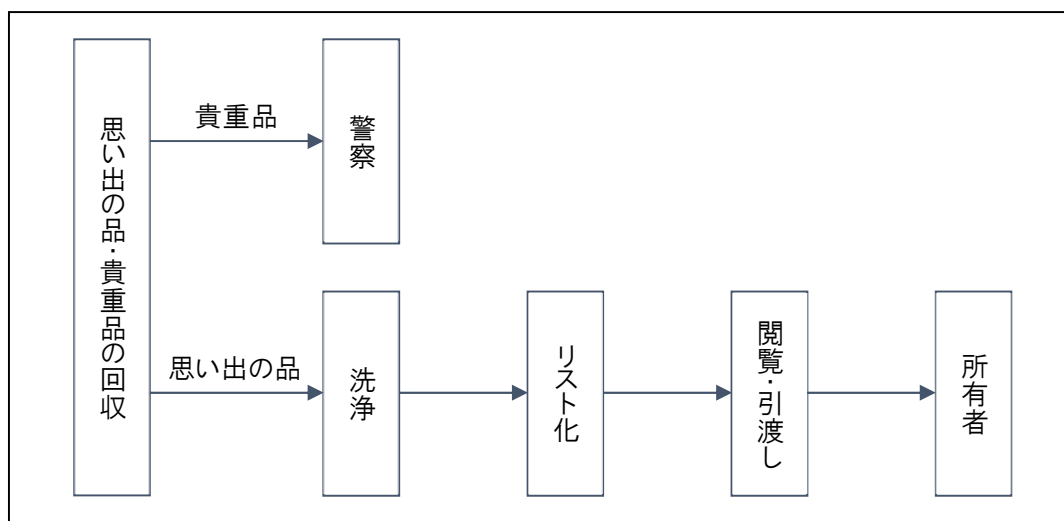 思い出の品・貴重品の回収
貴重品
警察
思い出の品
洗浄
リスト化
閲覧・引渡し
所有者